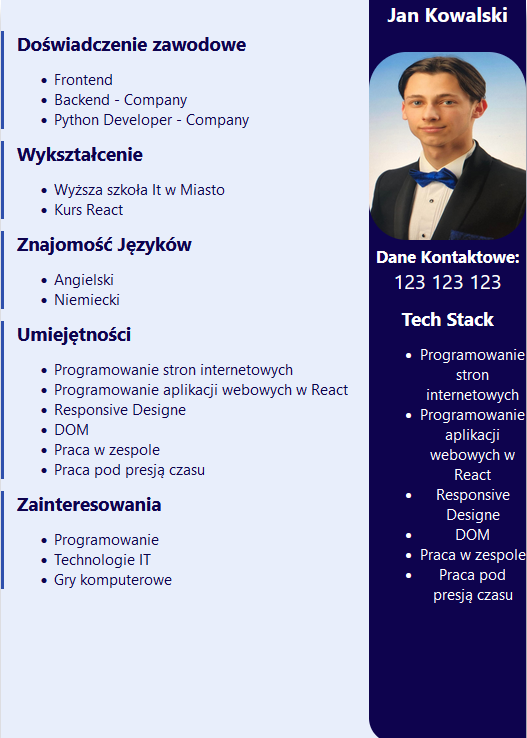 Doświadczenie zawodowe
Frontend
Backend - Company
Python Developer - Company
Wykształcenie
Wyższa szkoła It w Miasto
Kurs React
Znajomość Języków
Angielski
Niemiecki
Umiejętności
Programowanie stron internetowych
Programowanie aplikacji webowych w React
Responsive Designe
DOM
Praca w zespole
Praca pod presją czasu
Zainteresowania
Programowanie
Technologie IT
Gry komputerowe
Jan Kowalski
Dane Kontaktowe:
123 123 123
Tech Stack
Programowanie
stron
internetowych
Programowanie
aplikacji
webowych w
React
Responsive
Designe
DOM
Praca w zespole
Praca pod
presją czasu